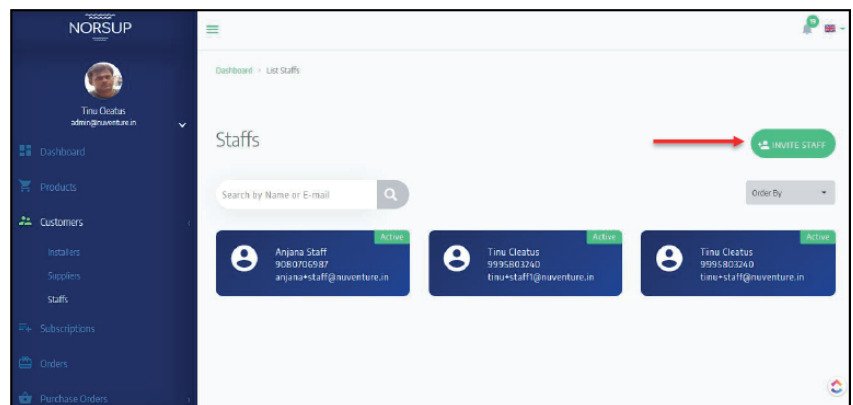 NORSUP
Tinu Cleatus
admin@nuventure.in
Dashboard
Products
Customers
Installers
Suppliers
Staffs
Subscriptions
Orders
Purchase Orders
Dashboard > List Staffs
Staffs
INVITE STAFF
Search by Name or E-mail
Order By
Active
Anjana Staff
9080706987
anjana+staff@nuventure.in
Active
Tinu Cleatus
9995803240
tinu+staff1@nuventure.in
Active
Tinu Cleatus
9995803240
tinu+staff@nuventure.in